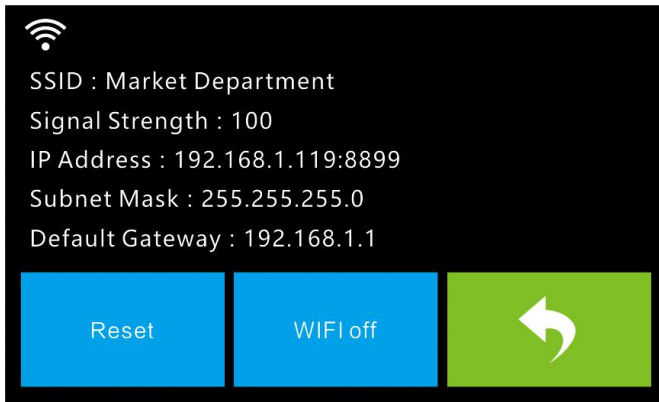 SSID : Market Department
Signal Strength : 100
IP Address : 192.168.1.119:8899
Subnet Mask : 255.255.255.0
Default Gateway : 192.168.1.1
Reset
WIFI off